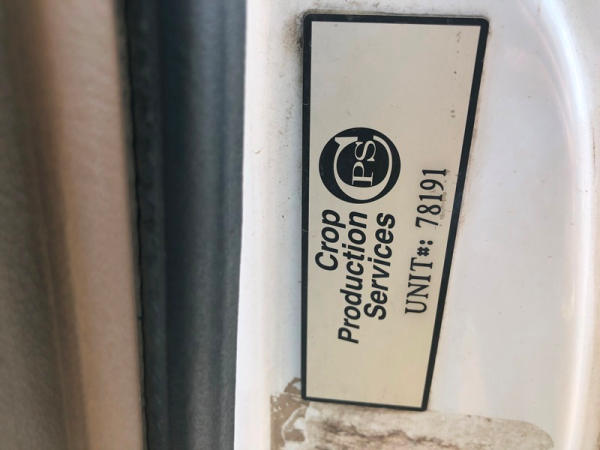 CPS
Crop
Production
Services
UNIT#: 78191